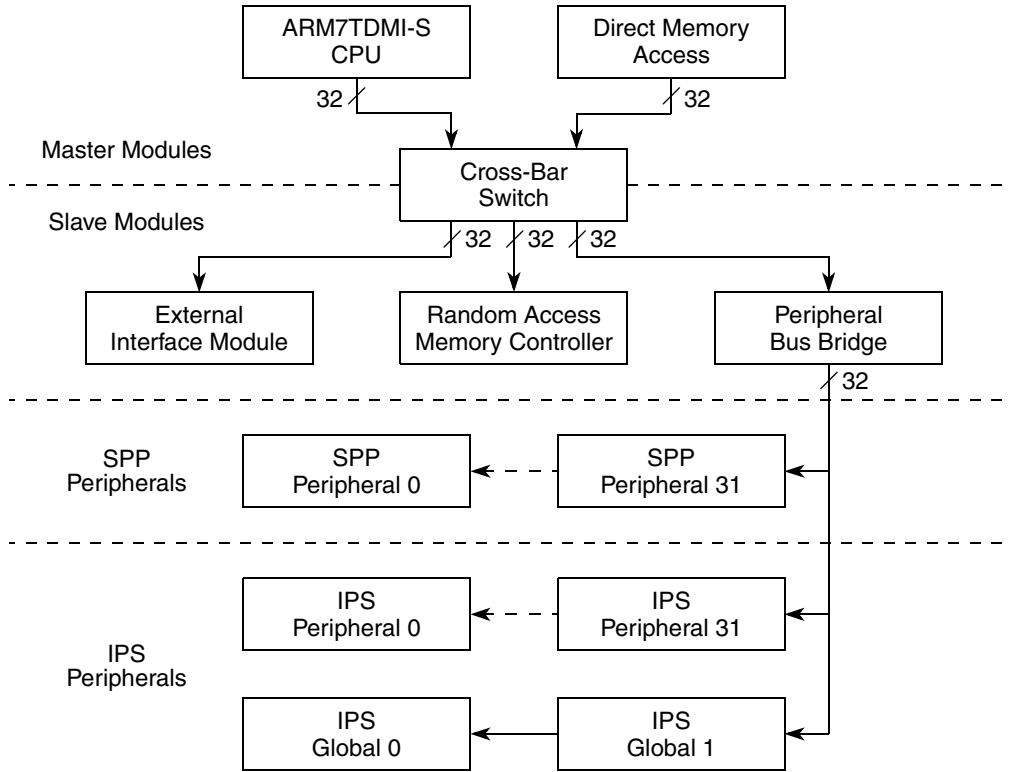 ARM7TDMI-S
CPU
Direct Memory
Access
32
32
Master Modules
Cross-Bar
Switch
Slave Modules
32
32
32
External
Interface Module
Random Access
Memory Controller
Peripheral
Bus Bridge
32
SPP
Peripherals
SPP
Peripheral 0
SPP
Peripheral 31
IPS
Peripherals
IPS
Peripheral 0
IPS
Peripheral 31
IPS
Global 0
IPS
Global 1